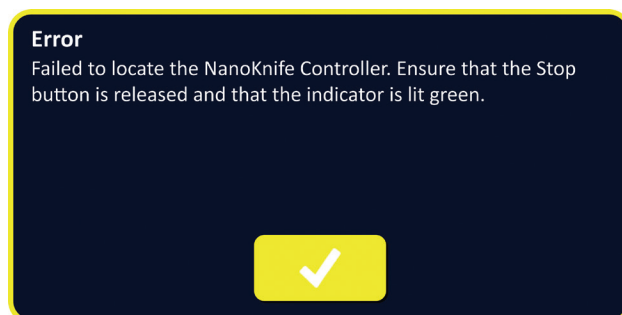 Error
Failed to locate the NanoKnife Controller. Ensure that the Stop
button is released and that the indicator is lit green.